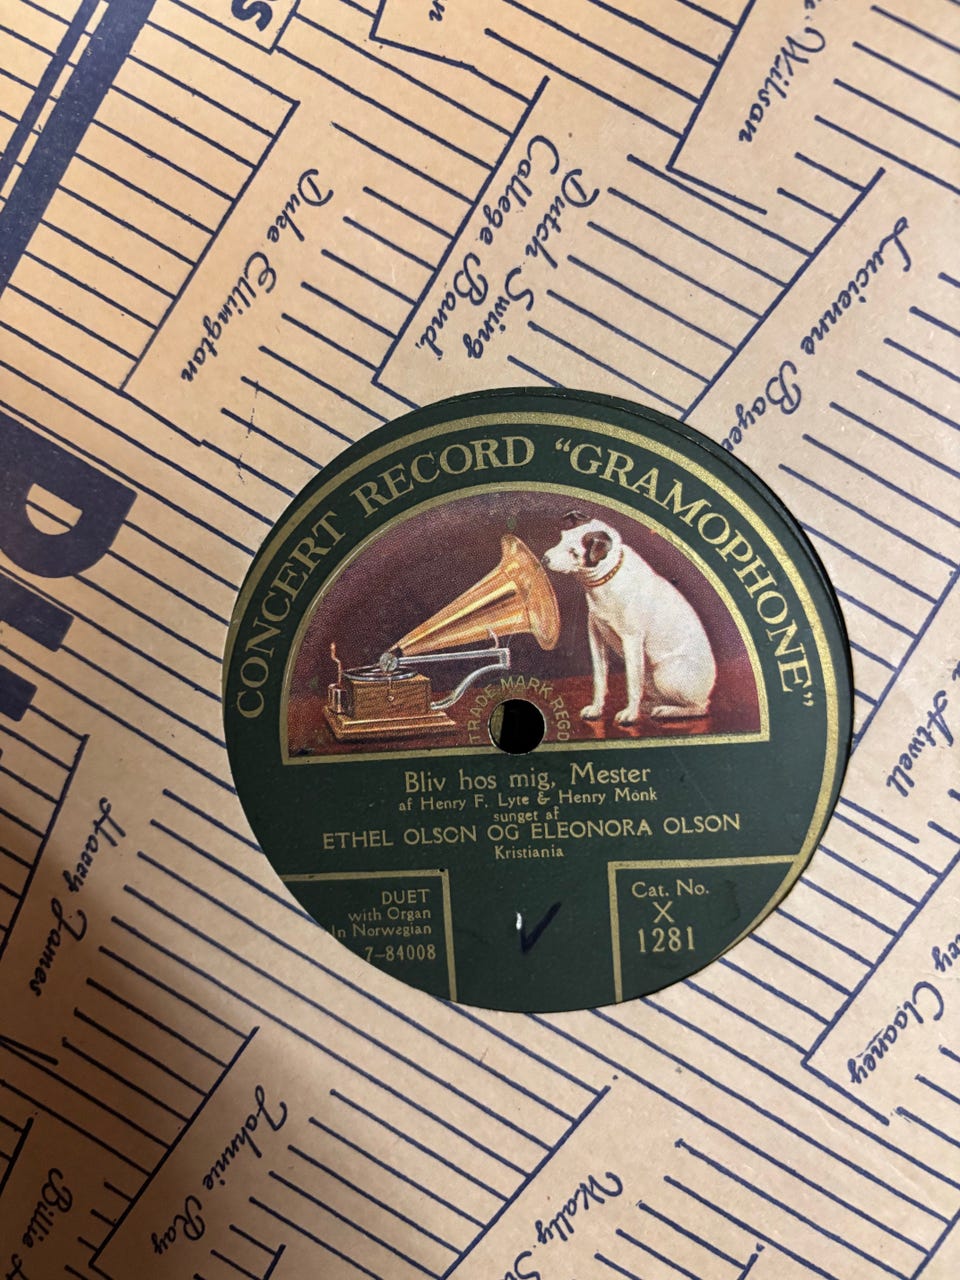 Wilson
Duke Ellington
Dutch Swing
College Band.
Lucienne
Atwell
CONCERT RECORD “GRAMOPHONE”
TRADE MARK REGD
Bliv hos mig, Mester
af Henry F. Lyte & Henry Monk
sunget af
ETHEL OLSON OG ELEONORA OLSON
Kristiania
DUET
with Organ
In Norwegian
7-84008
Cat. No.
X
1281
Harry James
Clooney
Johnnie Ray
Billie
Wally